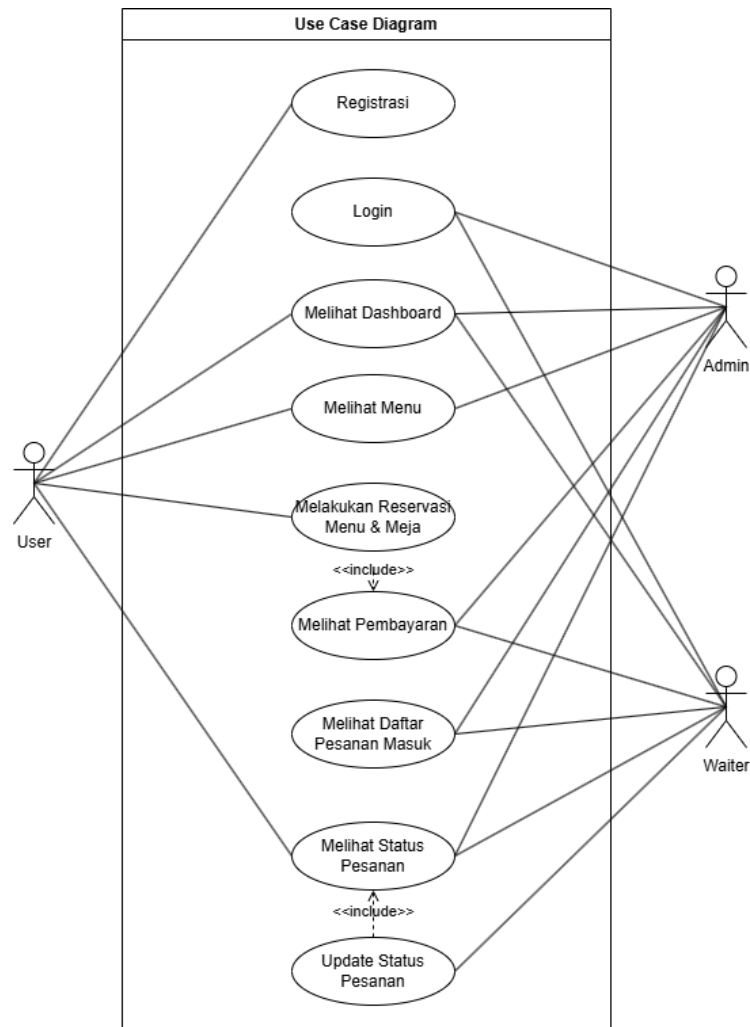 Use Case Diagram
Registrasi
Login
Melihat Dashboard
Admin
Melihat Menu
User
Melakukan Reservasi
Menu & Meja
<<include>>
Melihat Pembayaran
Melihat Daftar
Pesanan Masuk
Waiter
Melihat Status
Pesanan
<<include>>
Update Status
Pesanan